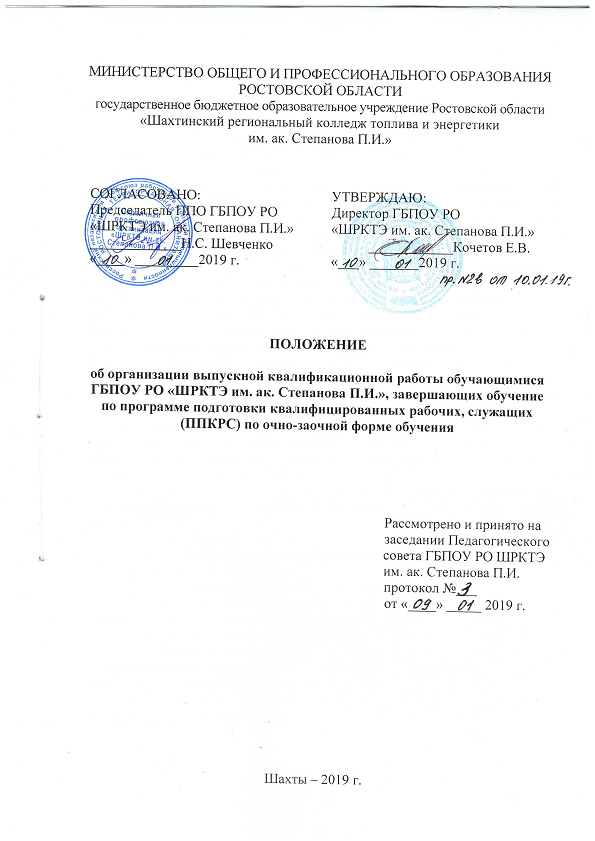 МИНИСТЕРСТВО ОБЩЕГО И ПРОФЕССИОНАЛЬНОГО ОБРАЗОВАНИЯ
РОСТОВСКОЙ ОБЛАСТИ
государственное бюджетное образовательное учреждение Ростовской области
«Шахтинский региональный колледж топлива и энергетики
им. ак. Степанова П.И.»
СОГЛАСОВАНО:
Председатель ППО ГБПОУ РО
«ШРКТЭ им. ак. Степанова П.И.»
Н.С. Шевченко
«10» 01 2019 г.
УТВЕРЖДАЮ:
Директор ГБПОУ РО
«ШРКТЭ им. ак. Степанова П.И.»
Кочетов Е.В.
«10» 01 2019 г.
пр. №2в от 10.01.19г.
ПОЛОЖЕНИЕ
об организации выпускной квалификационной работы обучающимися
ГБПОУ РО «ШРКТЭ им. ак. Степанова П.И.», завершающих обучение
по программе подготовки квалифицированных рабочих, служащих
(ППКРС) по очно-заочной форме обучения
Рассмотрено и принято на
заседании Педагогического
совета ГБПОУ РО ШРКТЭ
им. ак. Степанова П.И.
протокол № 3
от «09» 01 2019 г.
Шахты – 2019 г.